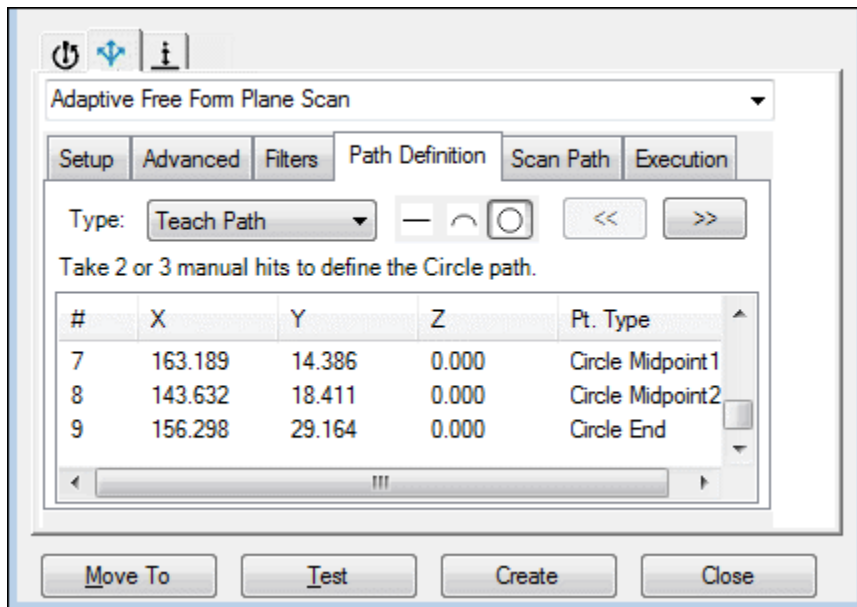 Adaptive Free Form Plane Scan
Setup Advanced Filters Path Definition Scan Path Execution
Type: Teach Path << >>
Take 2 or 3 manual hits to define the Circle path.
# X Y Z Pt. Type
7 163.189 14.386 0.000 Circle Midpoint1
8 143.632 18.411 0.000 Circle Midpoint2
9 156.298 29.164 0.000 Circle End
Move To Test Create Close